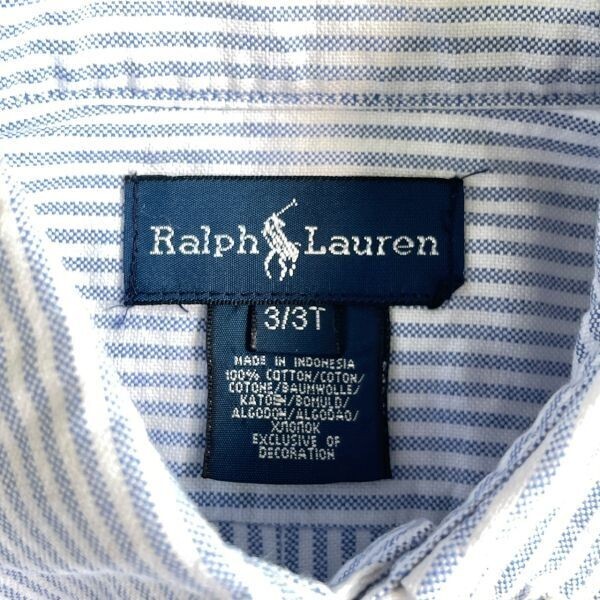 Ralph Lauren
3/3T
MADE IN INDONESIA
100% COTTON/COTON/
COTONE/BAUMWOLLE/
KATOEN/BOMULD/
ALGODON/ALGODAO/
ХЛОПОК
EXCLUSIVE OF
DECORATION